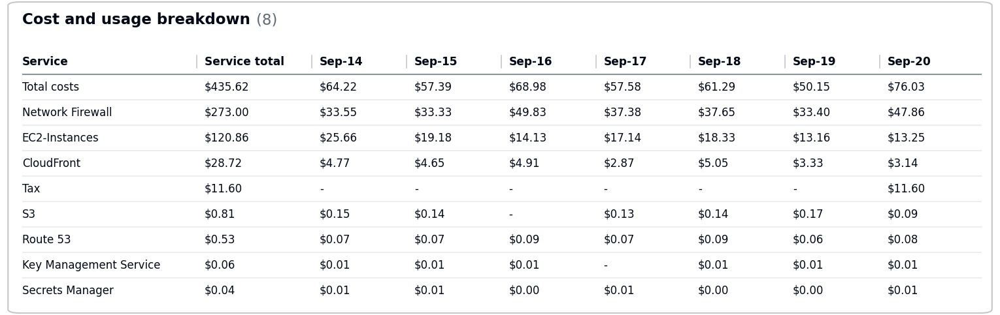 Cost and usage breakdown (8)
Service Service total Sep-14 Sep-15 Sep-16 Sep-17 Sep-18 Sep-19 Sep-20
Total costs $435.62 $64.22 $57.39 $68.98 $57.58 $61.29 $50.15 $76.03
Network Firewall $273.00 $33.55 $33.33 $49.83 $37.38 $37.65 $33.40 $47.86
EC2-Instances $120.86 $25.66 $19.18 $14.13 $17.14 $18.33 $13.16 $13.25
CloudFront $28.72 $4.77 $4.65 $4.91 $2.87 $5.05 $3.33 $3.14
Tax $11.60 - - - - - - $11.60
S3 $0.81 $0.15 $0.14 - $0.13 $0.14 $0.17 $0.09
Route 53 $0.53 $0.07 $0.07 $0.09 $0.07 $0.09 $0.06 $0.08
Key Management Service $0.06 $0.01 $0.01 $0.01 - $0.01 $0.01 $0.01
Secrets Manager $0.04 $0.01 $0.01 $0.00 $0.01 $0.00 $0.00 $0.01